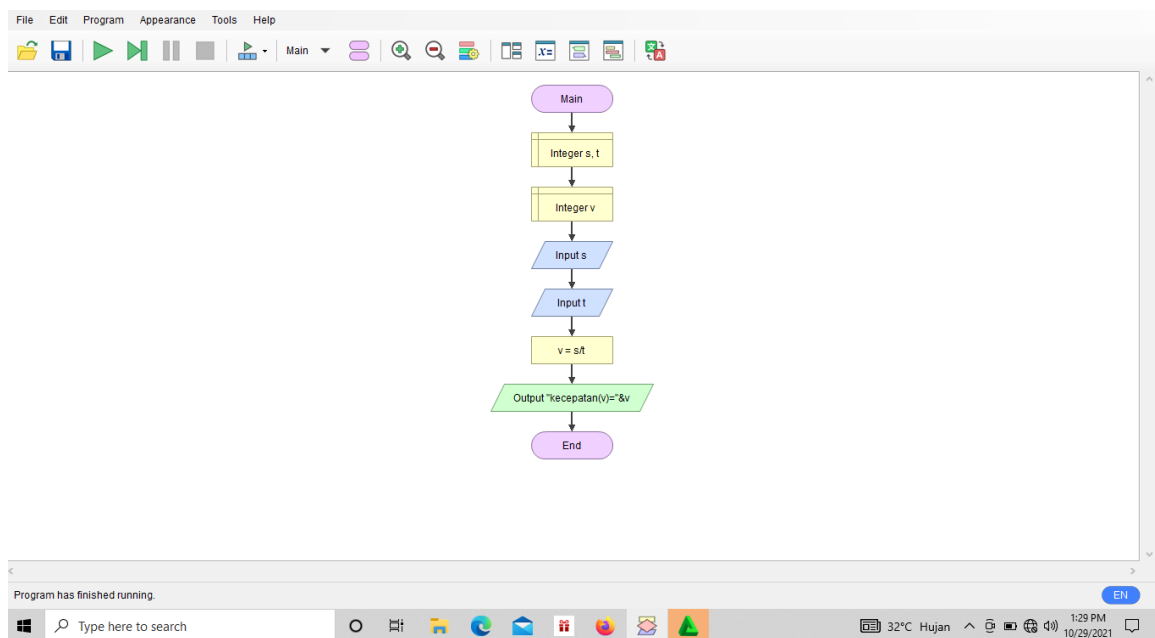 File Edit Program Appearance Tools Help
Main
Main
Integer s, t
Integer v
Input s
Input t
v = s/t
Output "kecepatan(v)="&v
End
Program has finished running.
EN
Type here to search
32°C Hujan
1:29 PM
10/29/2021